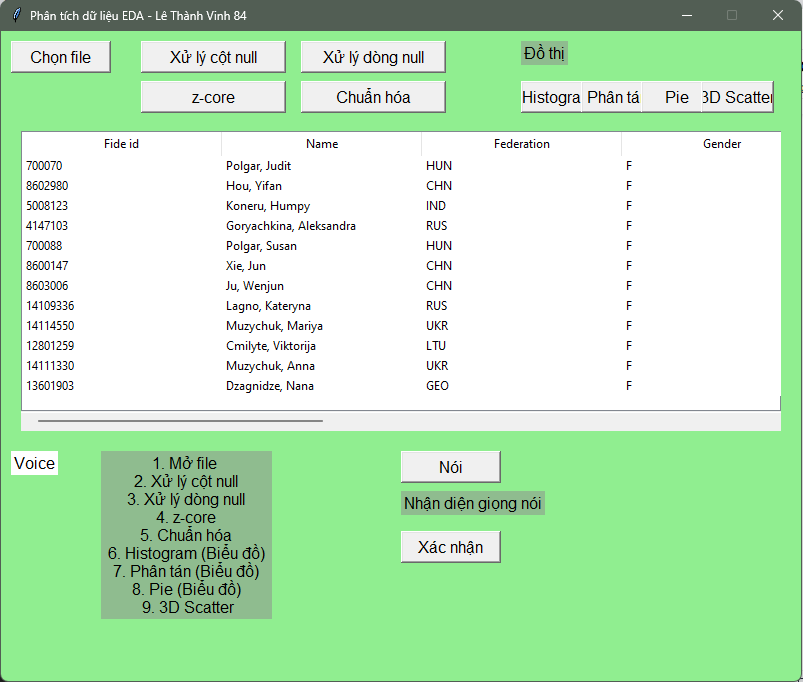 Phân tích dữ liệu EDA - Lê Thành Vinh 84
Chọn file
Xử lý cột null
Xử lý dòng null
Đồ thị
z-core
Chuẩn hóa
Histogra
Phân tá
Pie
3D Scatter
Fide id Name Federation Gender
700070 Polgar, Judit HUN F
8602980 Hou, Yifan CHN F
5008123 Koneru, Humpy IND F
4147103 Goryachkina, Aleksandra RUS F
700088 Polgar, Susan HUN F
8600147 Xie, Jun CHN F
8603006 Ju, Wenjun CHN F
14109336 Lagno, Kateryna RUS F
14114550 Muzychuk, Mariya UKR F
12801259 Cmilyte, Viktorija LTU F
14111330 Muzychuk, Anna UKR F
13601903 Dzagnidze, Nana GEO F
Voice
1. Mở file
2. Xử lý cột null
3. Xử lý dòng null
4. z-core
5. Chuẩn hóa
6. Histogram (Biểu đồ)
7. Phân tán (Biểu đồ)
8. Pie (Biểu đồ)
9. 3D Scatter
Nói
Nhận diện giọng nói
Xác nhận